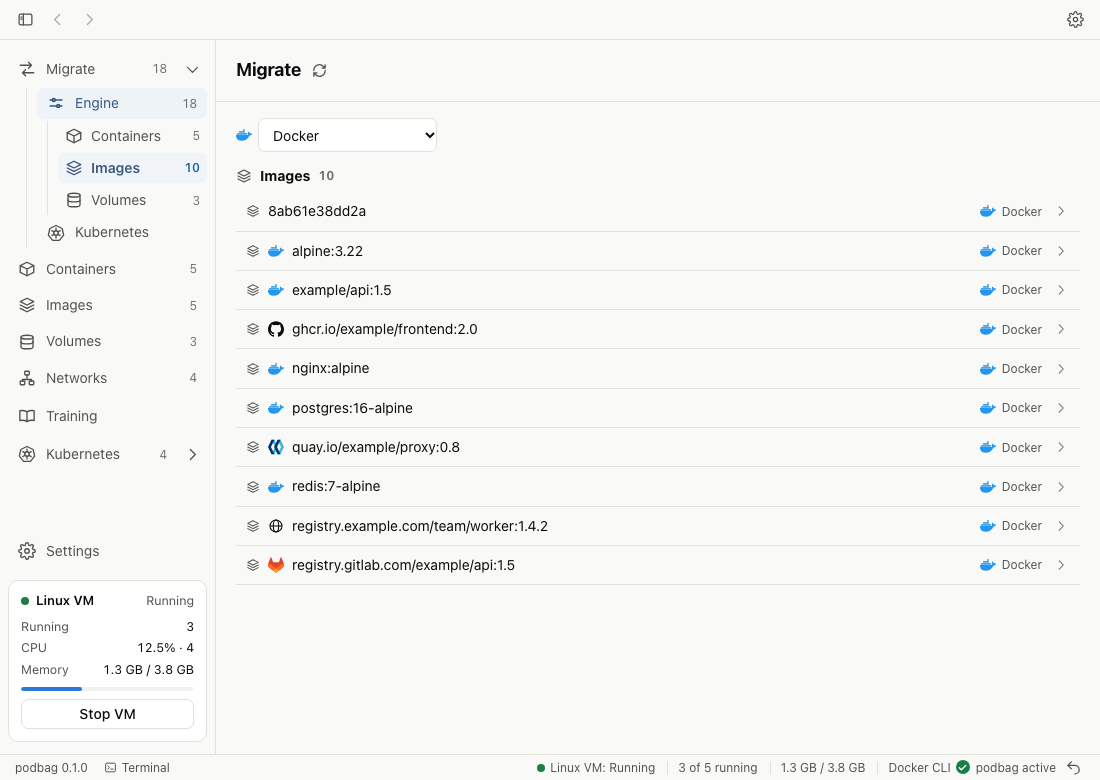 Migrate 18
Engine 18
Containers 5
Images 10
Volumes 3
Kubernetes
Containers 5
Images 5
Volumes 3
Networks 4
Training
Kubernetes 4
Settings
Linux VM Running
Running 3
CPU 12.5% · 4
Memory 1.3 GB / 3.8 GB
Stop VM
Migrate
Docker
Images 10
8ab61e38dd2a Docker
alpine:3.22 Docker
example/api:1.5 Docker
ghcr.io/example/frontend:2.0 Docker
nginx:alpine Docker
postgres:16-alpine Docker
quay.io/example/proxy:0.8 Docker
redis:7-alpine Docker
registry.example.com/team/worker:1.4.2 Docker
registry.gitlab.com/example/api:1.5 Docker
podbag 0.1.0 Terminal Linux VM: Running 3 of 5 running 1.3 GB / 3.8 GB Docker CLI podbag active